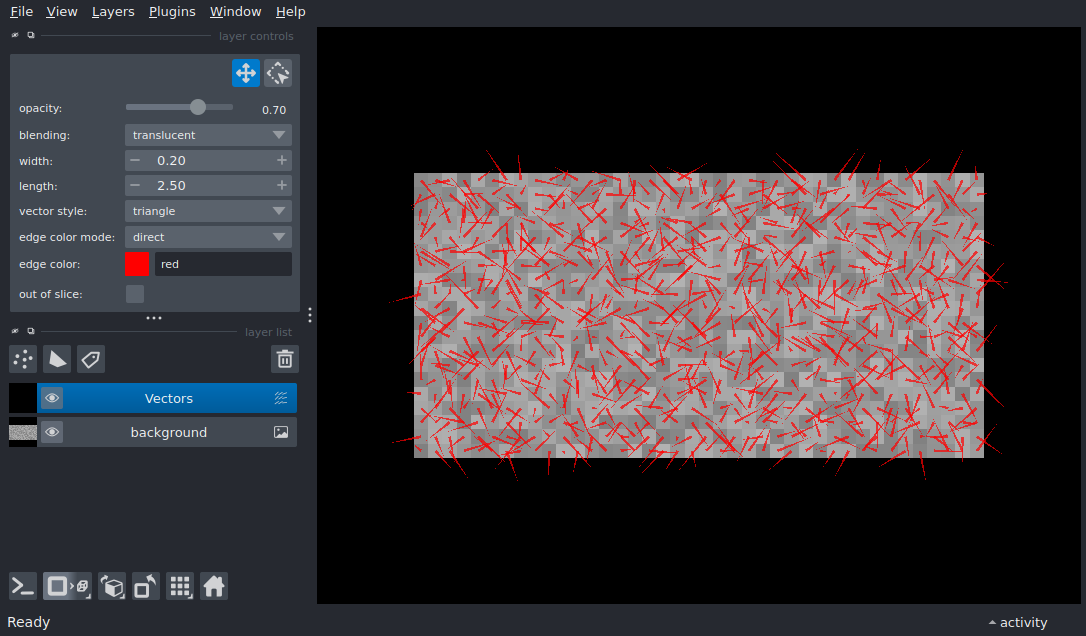 File View Layers Plugins Window Help
layer controls
opacity: 0.70
blending: translucent
width: 0.20
length: 2.50
vector style: triangle
edge color mode: direct
edge color: red
out of slice:
layer list
Vectors
background
Ready
activity